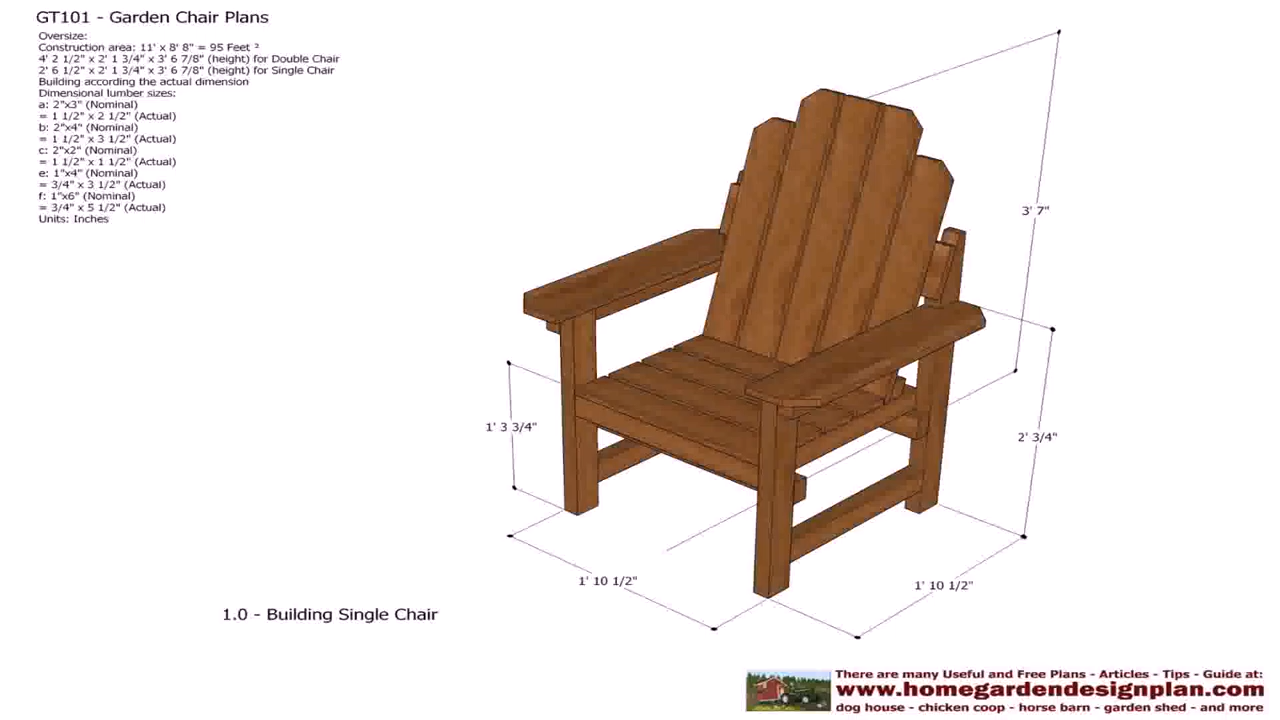 GT101 - Garden Chair Plans
Oversize:
Construction area: 11' x 8' 8" = 95 Feet ²
4' 2 1/2" x 2' 1 3/4" x 3' 6 7/8" (height) for Double Chair
2' 6 1/2" x 2' 1 3/4" x 3' 6 7/8" (height) for Single Chair
Building according the actual dimension
Dimensional lumber sizes:
a: 2"x3" (Nominal)
= 1 1/2" x 2 1/2" (Actual)
b: 2"x4" (Nominal)
= 1 1/2" x 3 1/2" (Actual)
c: 2"x2" (Nominal)
= 1 1/2" x 1 1/2" (Actual)
e: 1"x4" (Nominal)
= 3/4" x 3 1/2" (Actual)
f: 1"x6" (Nominal)
= 3/4" x 5 1/2" (Actual)
Units: Inches
3' 7"
1' 3 3/4"
2' 3/4"
1' 10 1/2"
1' 10 1/2"
1.0 - Building Single Chair
There are many Useful and Free Plans - Articles - Tips - Guide at:
www.homegardendesignplan.com
dog house - chicken coop - horse barn - garden shed - and more